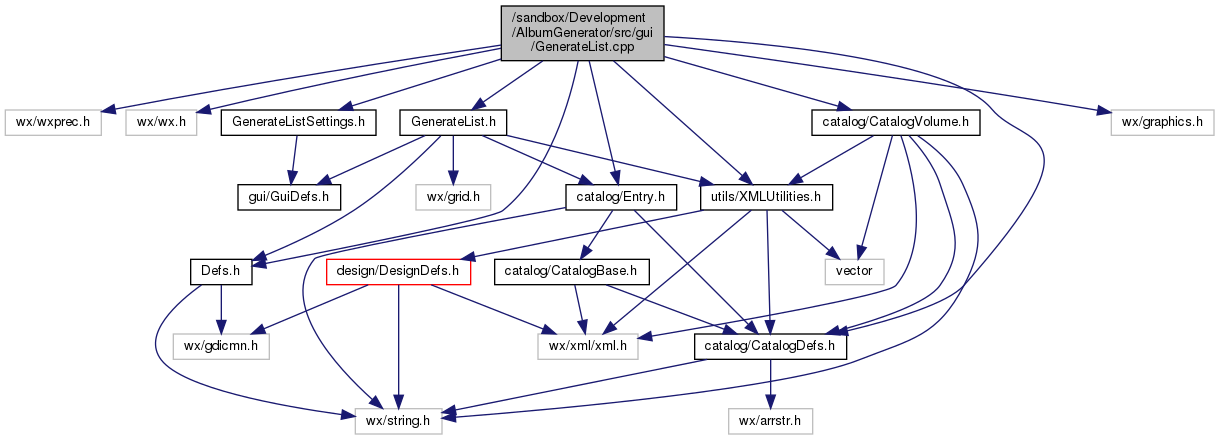 /sandbox/Development
/AlbumGenerator/src/gui
/GenerateList.cpp
wx/wxprec.h
wx/wx.h
GenerateListSettings.h
GenerateList.h
catalog/CatalogVolume.h
wx/graphics.h
gui/GuiDefs.h
wx/grid.h
catalog/Entry.h
utils/XMLUtilities.h
Defs.h
design/DesignDefs.h
catalog/CatalogBase.h
vector
wx/gdicmn.h
wx/xml/xml.h
catalog/CatalogDefs.h
wx/string.h
wx/arrstr.h